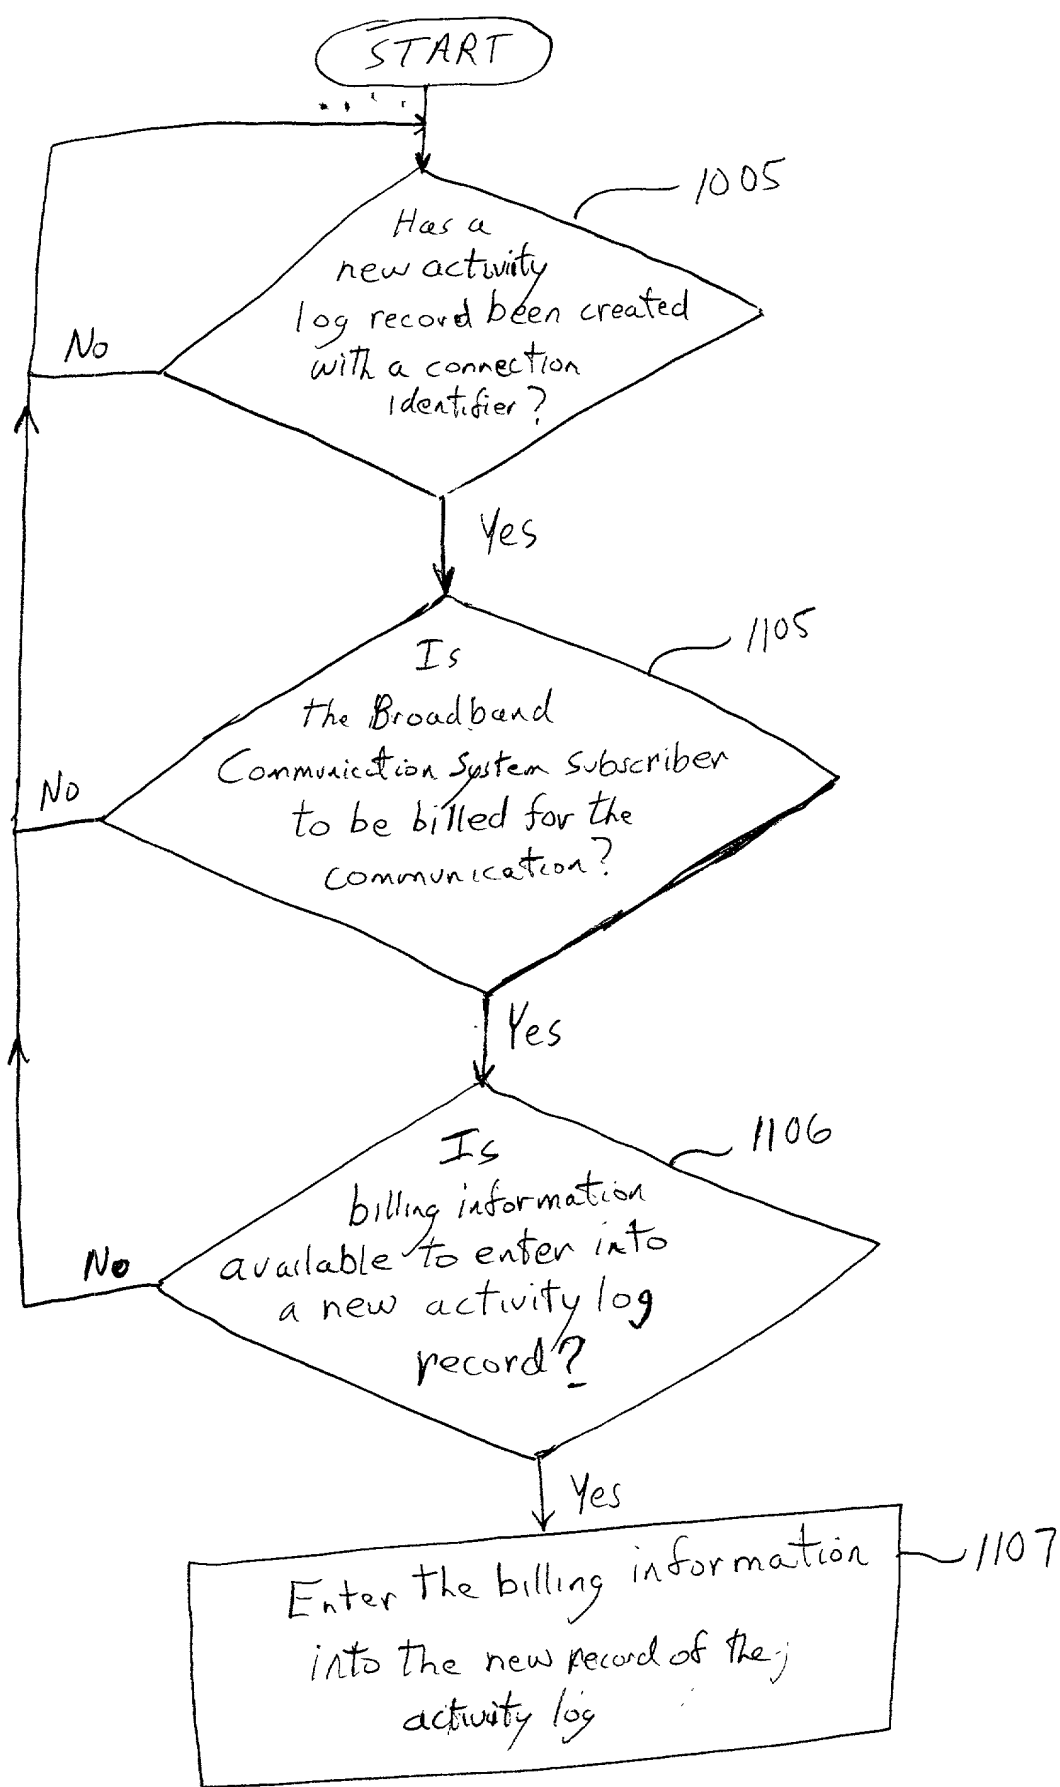 START
1005
Has a
new activity
log record been created
with a connection
identifier?
No
Yes
1105
Is
the Broadband
Communication System subscriber
to be billed for the
communication?
No
Yes
1106
Is
billing information
available to enter into
a new activity log
record?
No
Yes
1107
Enter the billing information
into the new record of the
activity log